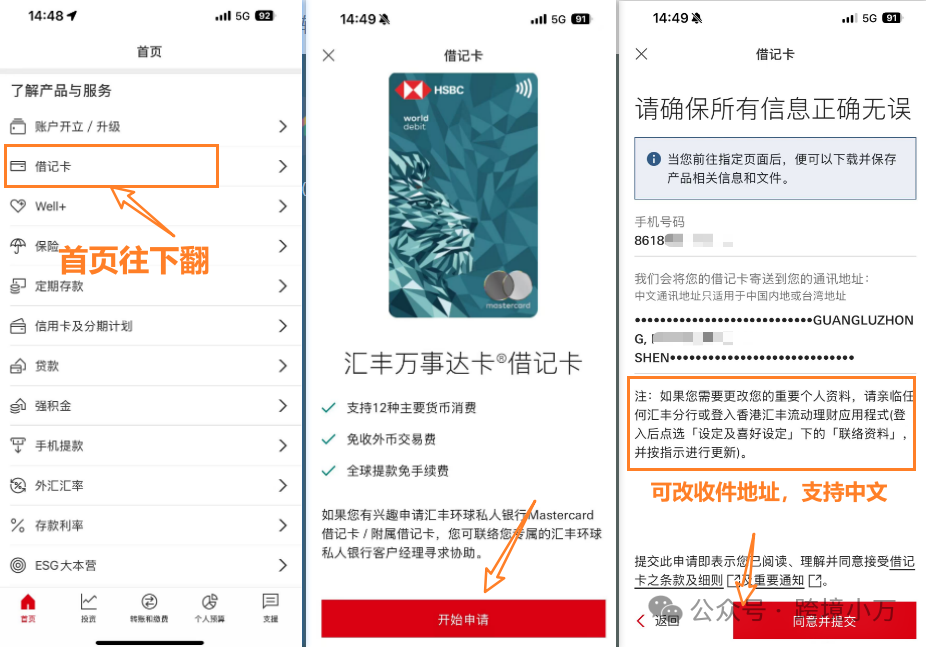 14:48
5G 92
首页
了解产品与服务
账户开立 / 升级
借记卡
Well+
保险
首页往下翻
定期存款
信用卡及分期计划
贷款
强积金
手机提款
外汇汇率
存款利率
ESG大本营
首页
投资
转账和缴费
个人预算
支援
14:49
5G 91
借记卡
HSBC
world
debit
mastercard
汇丰万事达卡®借记卡
支持12种主要货币消费
免收外币交易费
全球提款免手续费
如果您有兴趣申请汇丰环球私人银行Mastercard
借记卡 / 附属借记卡，您可联络您专属的汇丰环球
私人银行客户经理寻求协助。
开始申请
14:49
5G 91
借记卡
请确保所有信息正确无误
当您前往指定页面后，便可以下载并保存
产品相关信息和文件。
手机号码
8618
我们会将您的借记卡寄送到您的通讯地址：
中文通讯地址只适用于中国内地或台湾地址
••••••••••••••••••••••••••••GUANGLUZHON
G,
SHEN•••••••••••••••••••••••••••••
注：如果您需要更改您的重要个人资料，请亲临任
何汇丰分行或登入香港汇丰流动理财应用程式(登
入后点选「设定及喜好设定」下的「联络资料」，
并按指示进行更新)。
可改收件地址，支持中文
提交此申请即表示您已阅读、理解并同意接受借记
卡之条款及细则及重要通知。
公众号 · 跨境小万
返回
同意并提交